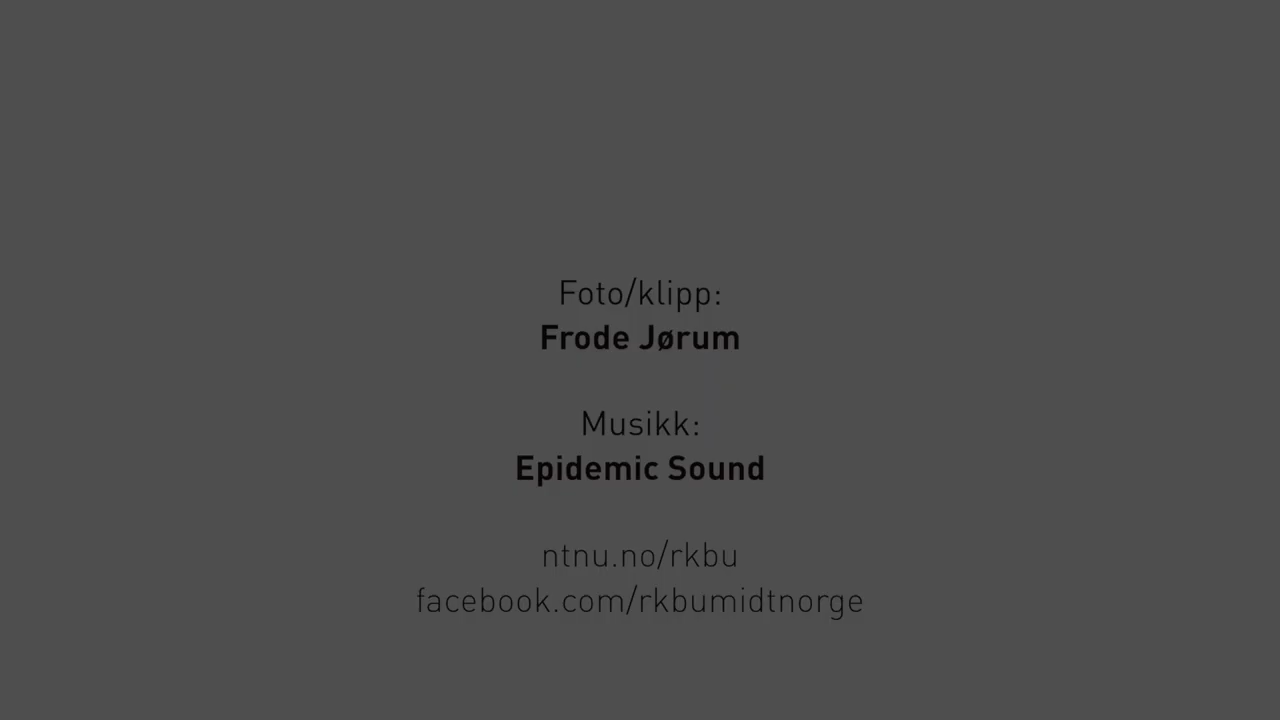 Foto/klipp:
Frode Jørum
Musikk:
Epidemic Sound
ntnu.no/rkbu
facebook.com/rkbumidtnorge